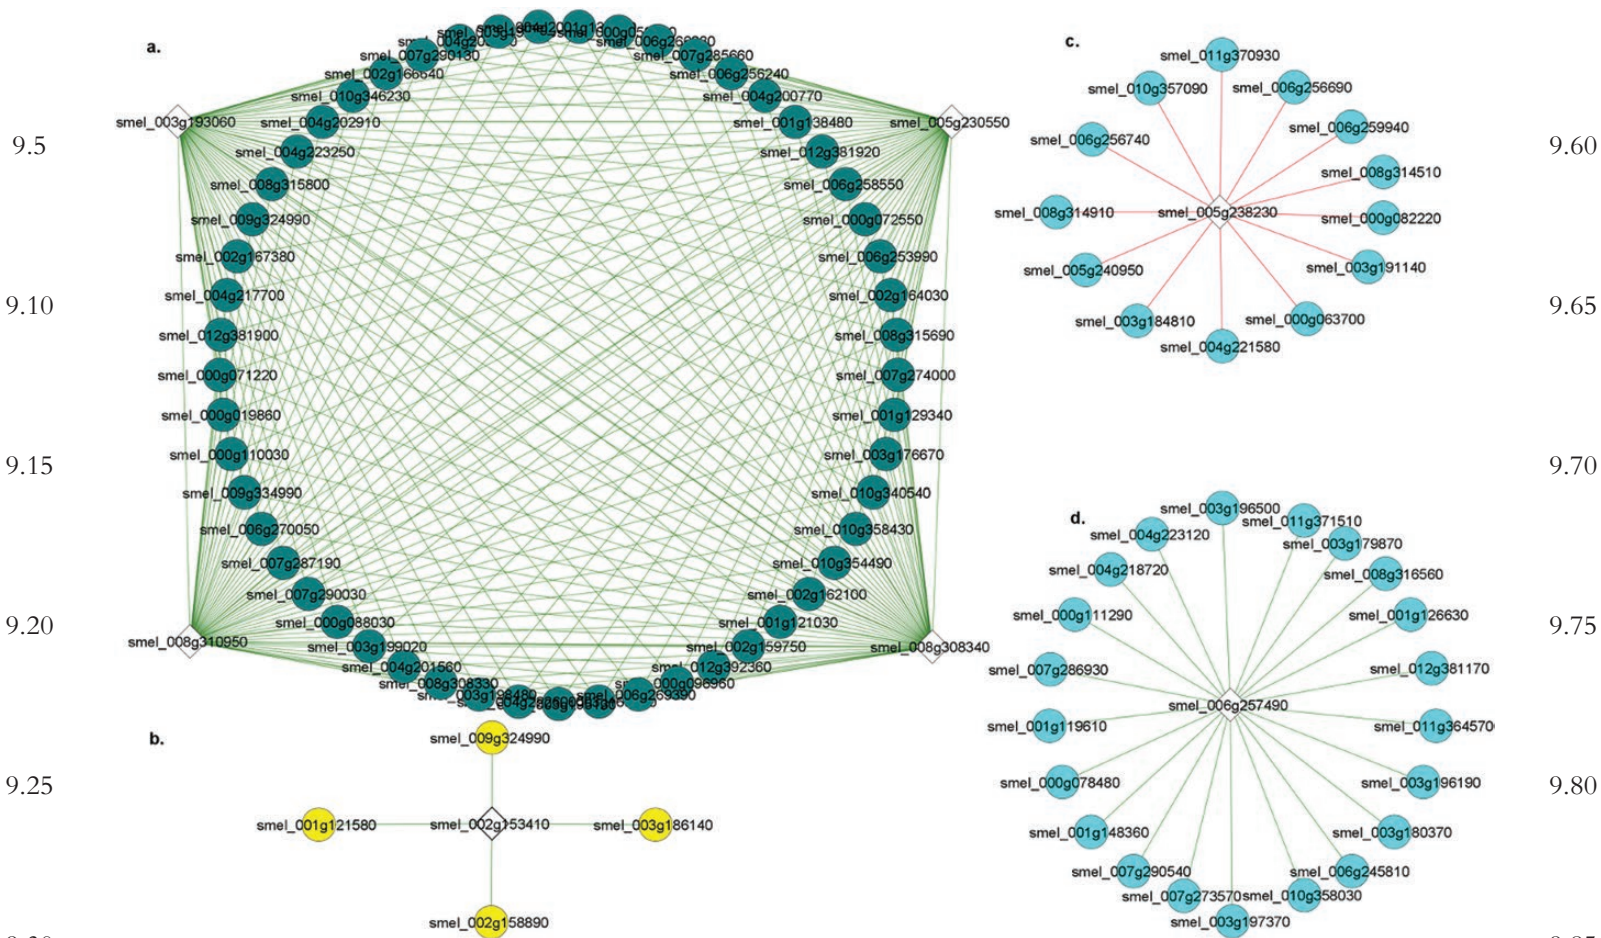 a.
smel_007g290130
smel_002g166640
smel_010g346230
smel_003g193060
smel_004g202910
smel_004g223250
smel_008g315800
smel_009g324990
smel_002g167380
smel_004g217700
smel_012g381900
smel_000g071220
smel_000g019860
smel_000g110030
smel_009g334990
smel_006g270050
smel_007g287190
smel_007g290030
smel_000g088030
smel_008g310950
smel_003g199020
smel_004g201560
smel_008g308330
smel_003g198480
smel_007g285660
smel_006g256240
smel_004g200770
smel_001g138480
smel_005g230550
smel_012g381920
smel_006g258550
smel_000g072550
smel_006g253990
smel_002g164030
smel_008g315690
smel_007g274000
smel_001g129340
smel_003g176670
smel_010g340540
smel_010g358430
smel_010g354490
smel_002g162100
smel_001g121030
smel_002g159750
smel_008g308340
smel_012g392360
smel_000g096960
smel_006g269390
b.
smel_009g324990
smel_001g121580
smel_002g153410
smel_003g186140
smel_002g158890
c.
smel_011g370930
smel_010g357090
smel_006g256690
smel_006g259940
smel_006g256740
smel_008g314510
smel_008g314910
smel_005g238230
smel_000g082220
smel_005g240950
smel_003g191140
smel_003g184810
smel_000g063700
smel_004g221580
d.
smel_003g196500
smel_011g371510
smel_004g223120
smel_003g179870
smel_004g218720
smel_008g316560
smel_000g111290
smel_001g126630
smel_007g286930
smel_012g381170
smel_006g257490
smel_001g119610
smel_011g364570
smel_000g078480
smel_003g196190
smel_001g148360
smel_003g180370
smel_007g290540
smel_006g245810
smel_007g273570
smel_010g358030
smel_003g197370
9.5
9.10
9.15
9.20
9.25
9.60
9.65
9.70
9.75
9.80